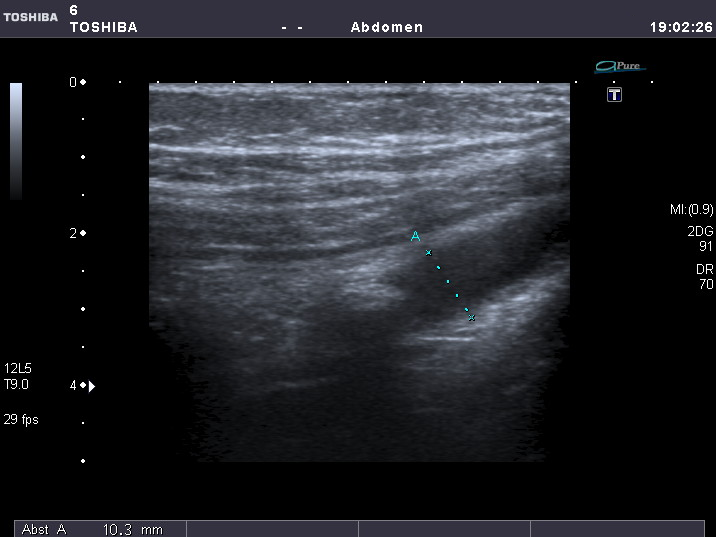 TOSHIBA
6
TOSHIBA
- -
Abdomen
19:02:26
0
Pure
T
MI:(0.9)
2DG
91
DR
70
2
A
12L5
T9.0
4
29 fps
Abst A 10.3 mm